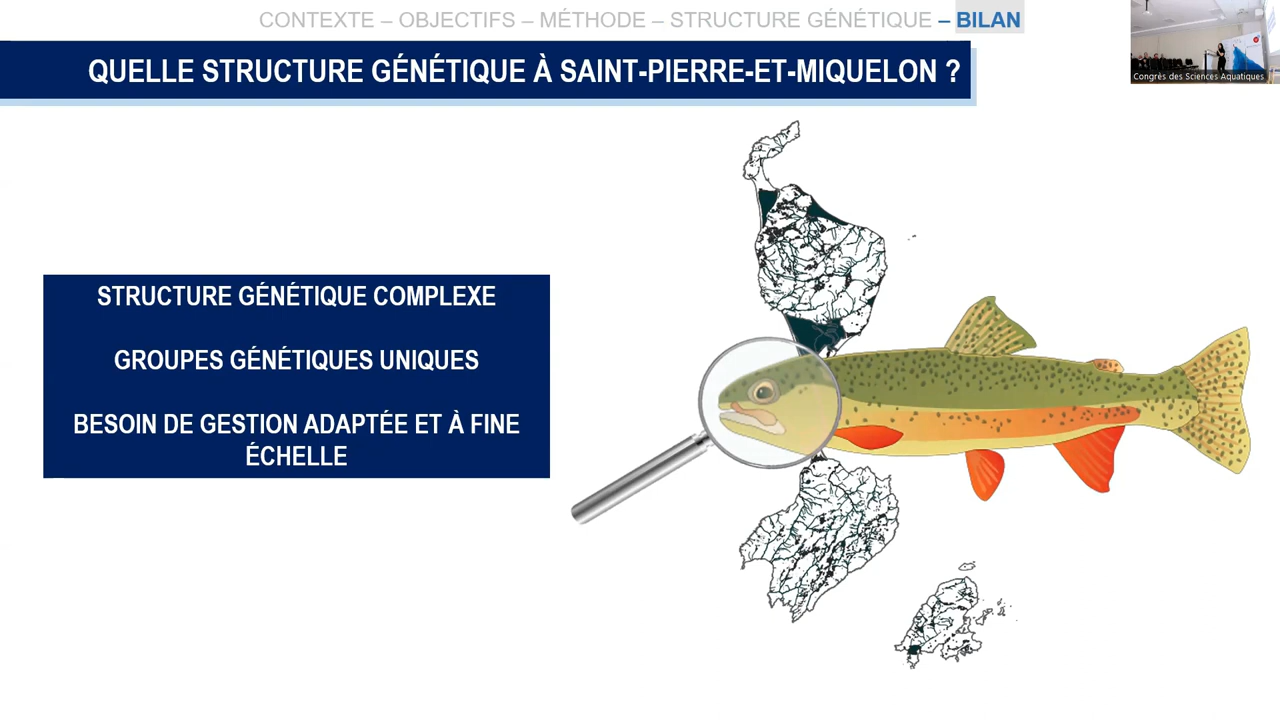 CONTEXTE – OBJECTIFS – MÉTHODE – STRUCTURE GÉNÉTIQUE – BILAN
Congrès des Sciences Aquatiques
QUELLE STRUCTURE GÉNÉTIQUE À SAINT-PIERRE-ET-MIQUELON ?
STRUCTURE GÉNÉTIQUE COMPLEXE
GROUPES GÉNÉTIQUES UNIQUES
BESOIN DE GESTION ADAPTÉE ET À FINE
ÉCHELLE